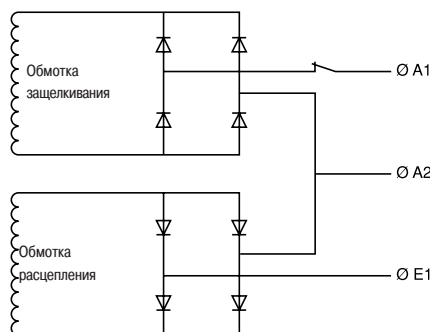 Обмотка
защелкивания
Ø A1
Ø A2
Обмотка
расцепления
Ø E1